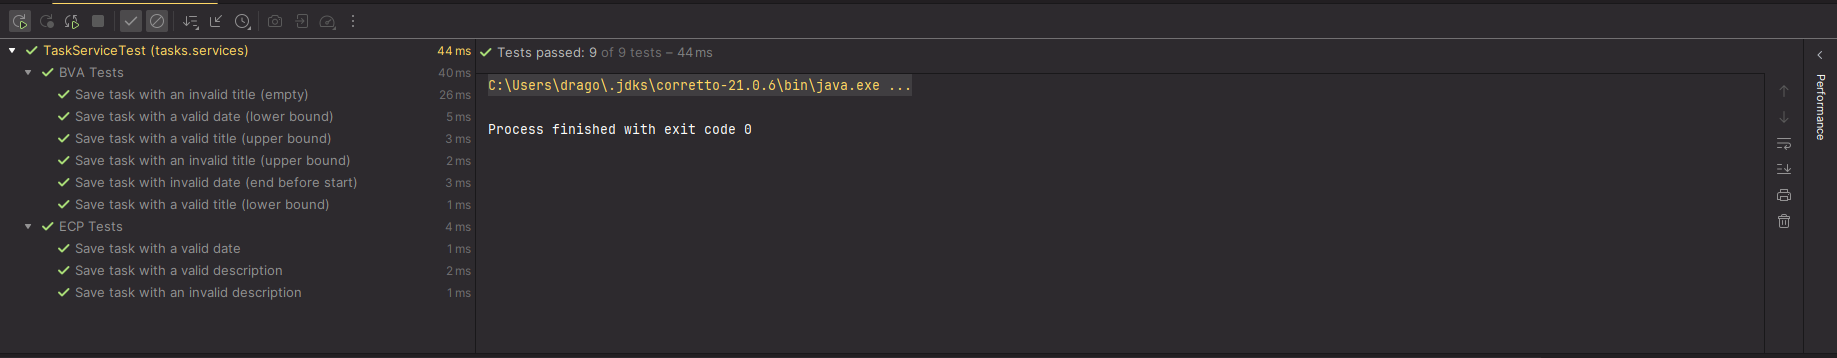 TaskServiceTest (tasks.services) 44 ms
BVA Tests 40 ms
Save task with an invalid title (empty) 26 ms
Save task with a valid date (lower bound) 5 ms
Save task with a valid title (upper bound) 3 ms
Save task with an invalid title (upper bound) 2 ms
Save task with invalid date (end before start) 3 ms
Save task with a valid title (lower bound) 1 ms
ECP Tests 4 ms
Save task with a valid date 1 ms
Save task with a valid description 2 ms
Save task with an invalid description 1 ms
Tests passed: 9 of 9 tests – 44 ms
C:\Users\drago\.jdks\corretto-21.0.6\bin\java.exe ...
Process finished with exit code 0
Performance